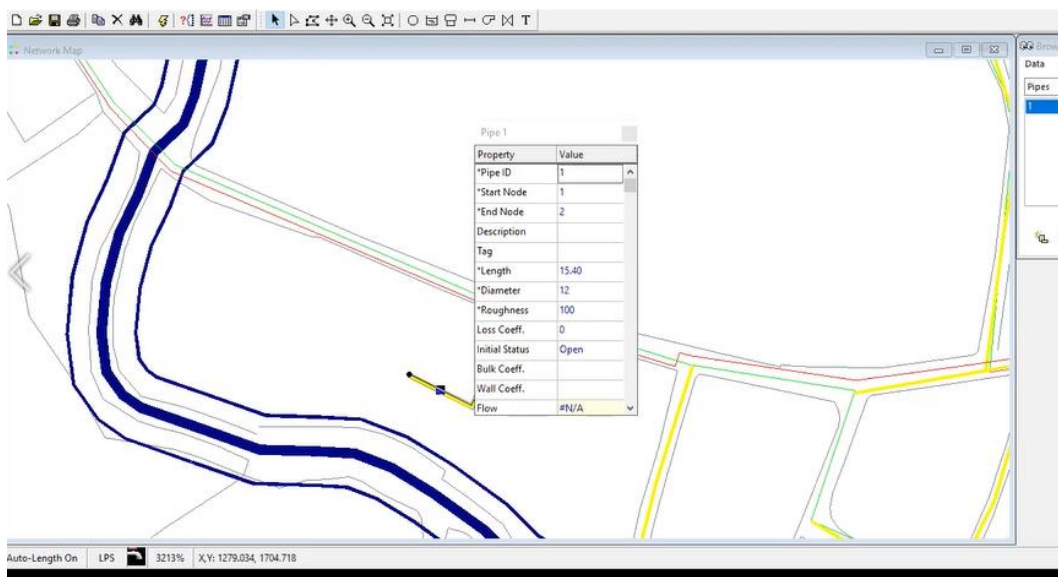 Network Map
Brow
Data
Pipes
1
Pipe 1
Property Value
*Pipe ID 1
*Start Node 1
*End Node 2
Description
Tag
*Length 15.40
*Diameter 12
*Roughness 100
Loss Coeff. 0
Initial Status Open
Bulk Coeff.
Wall Coeff.
Flow #N/A
Auto-Length On LPS 3213% X,Y: 1279.034, 1704.718